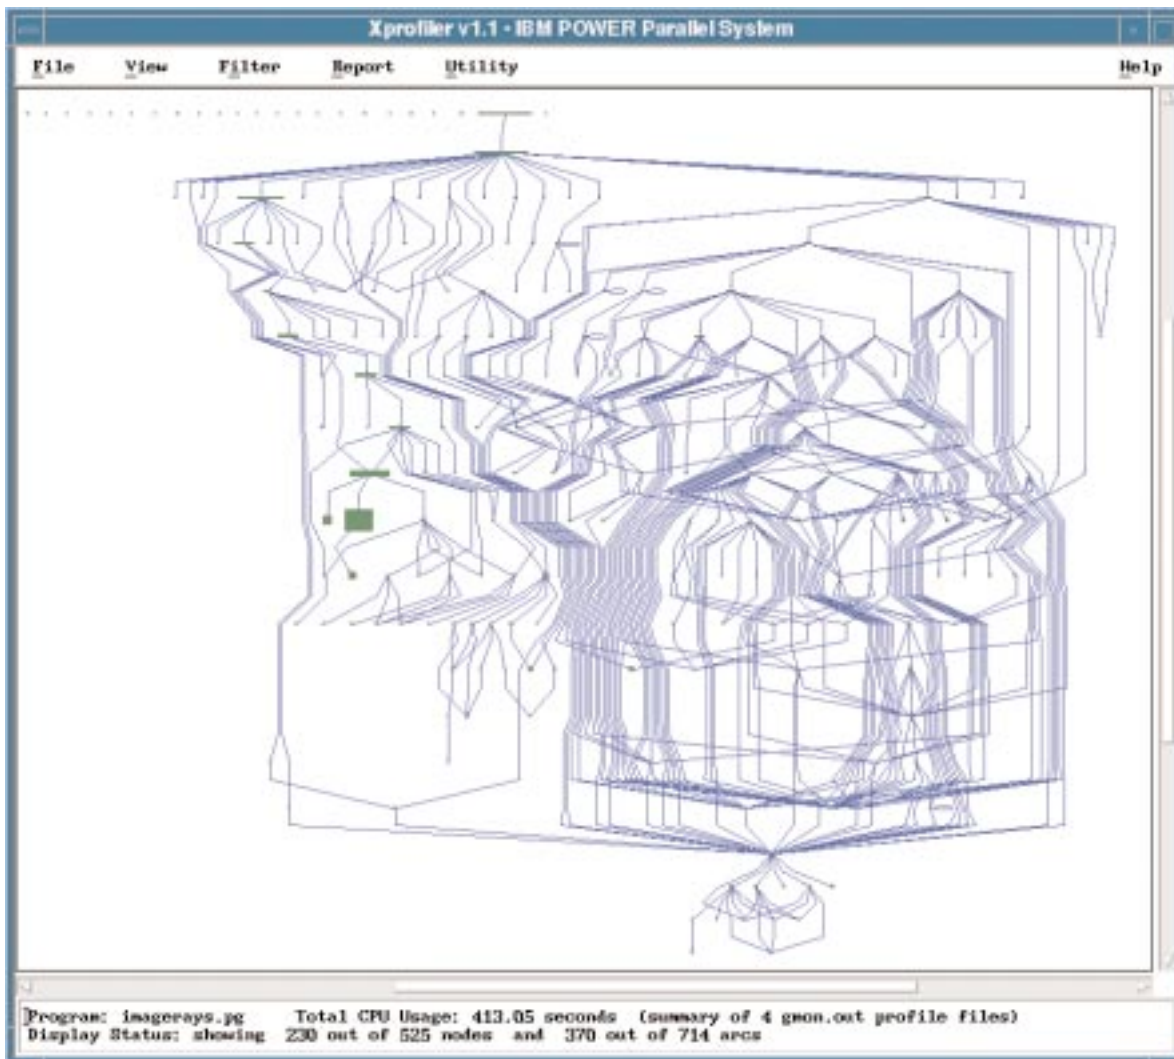 Xprofiler v1.1 - IBM POWER Parallel System
File View Filter Report Utility Help
Program: imagerays.pg Total CPU Usage: 413.05 seconds (summary of 4 gmon.out profile files)
Display Status: showing 230 out of 525 nodes and 370 out of 714 arcs